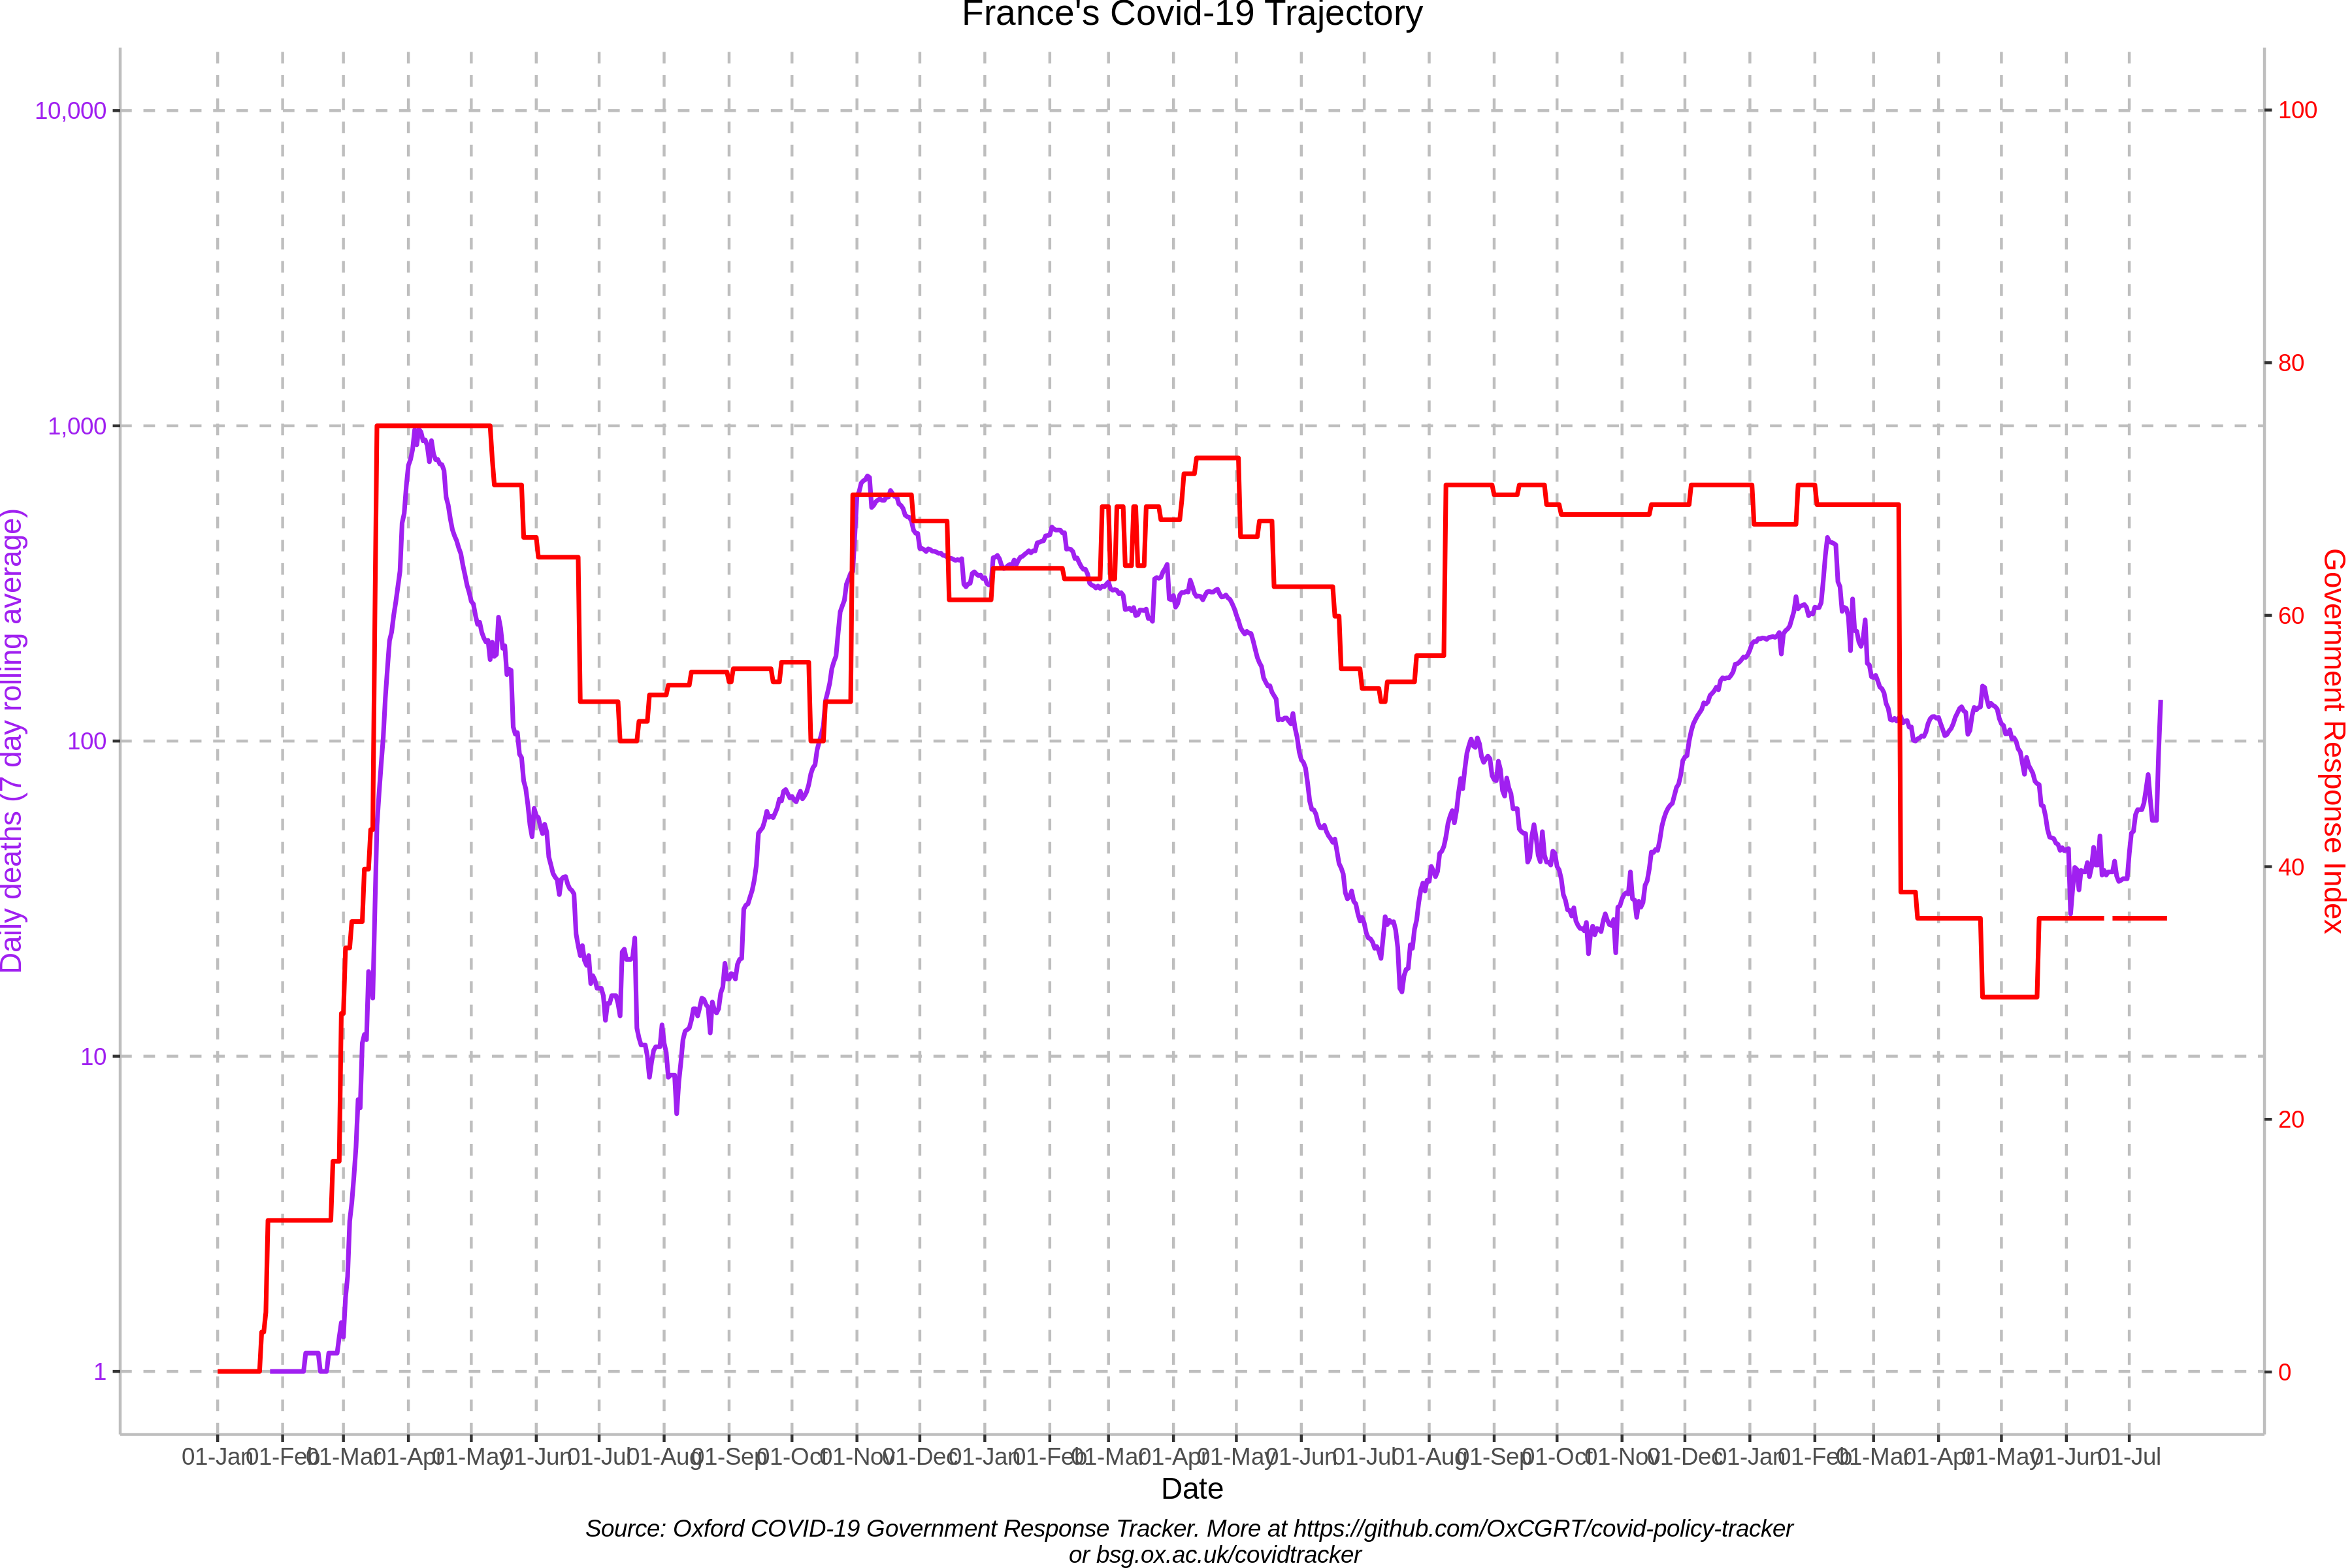 France's Covid-19 Trajectory
10,000
1,000
100
10
1
Daily deaths (7 day rolling average)
100
80
60
40
20
0
Government Response Index
01-Jan 01-Feb 01-Mar 01-Apr 01-May 01-Jun 01-Jul 01-Aug 01-Sep 01-Oct 01-Nov 01-Dec 01-Jan 01-Feb 01-Mar 01-Apr 01-May 01-Jun 01-Jul 01-Aug 01-Sep 01-Oct 01-Nov 01-Dec 01-Jan 01-Feb 01-Mar 01-Apr 01-May 01-Jun 01-Jul
Date
Source: Oxford COVID-19 Government Response Tracker. More at https://github.com/OxCGRT/covid-policy-tracker
or bsg.ox.ac.uk/covidtracker